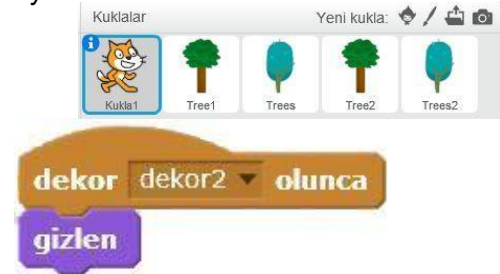 Kuklalar Yeni kukla:
i
Kukla1 Tree1 Trees Tree2 Trees2
dekor dekor2 olunca
gizlen